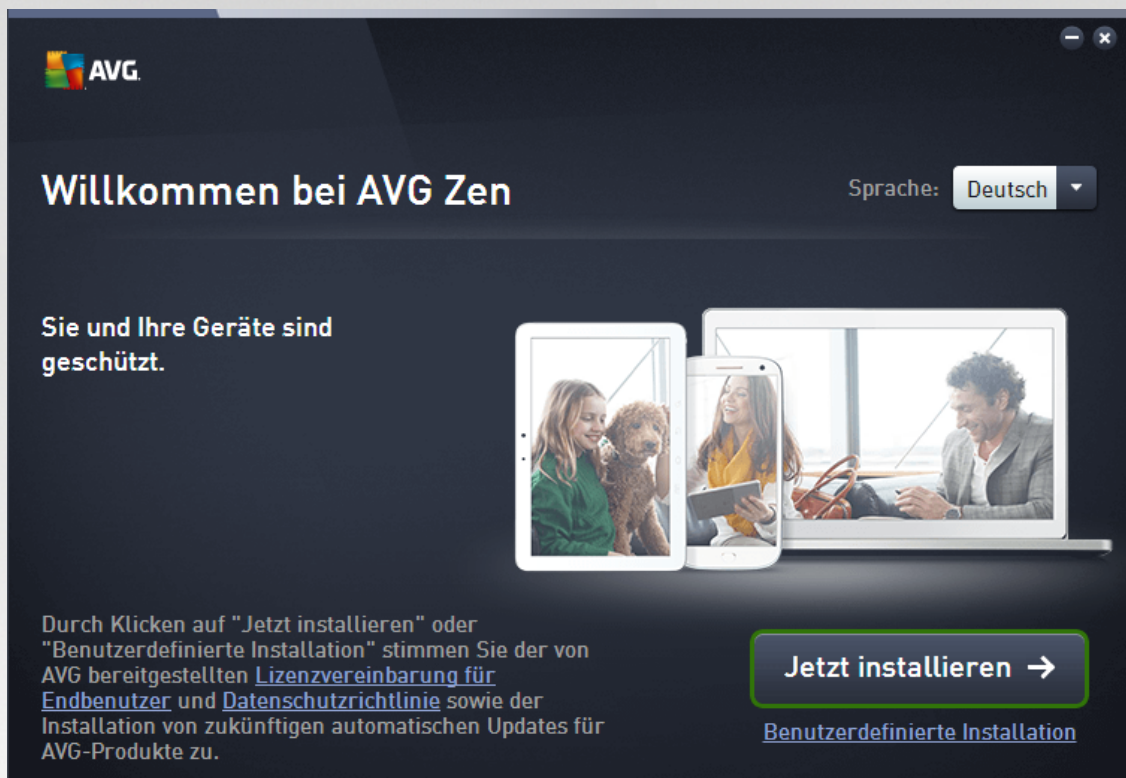 AVG.
Willkommen bei AVG Zen
Sprache:
Deutsch
Sie und Ihre Geräte sind
geschützt.
Durch Klicken auf "Jetzt installieren" oder
"Benutzerdefinierte Installation" stimmen Sie der von
AVG bereitgestellten Lizenzvereinbarung für
Endbenutzer und Datenschutzrichtlinie sowie der
Installation von zukünftigen automatischen Updates für
AVG-Produkte zu.
Jetzt installieren →
Benutzerdefinierte Installation